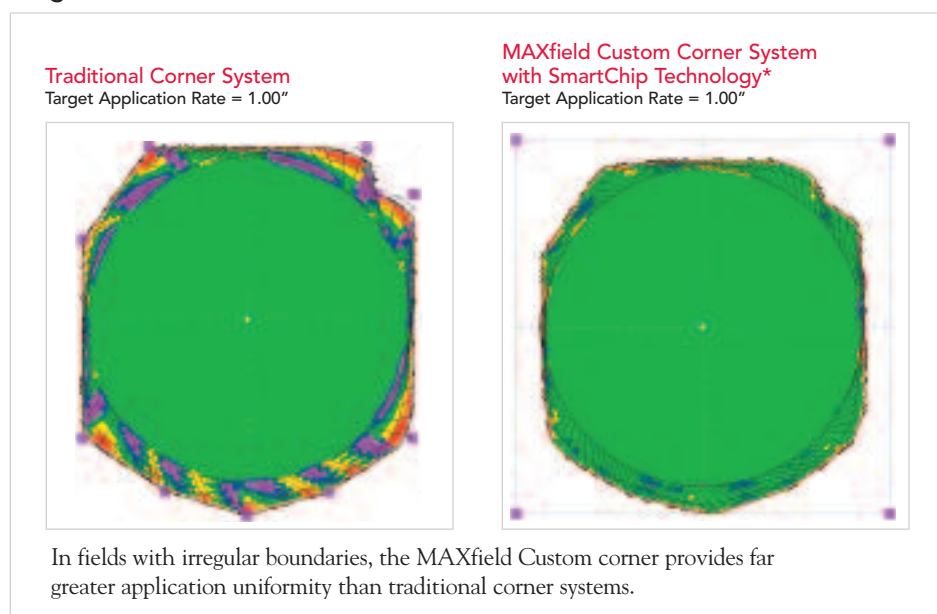 Traditional Corner System
Target Application Rate = 1.00”
MAXfield Custom Corner System
with SmartChip Technology*
Target Application Rate = 1.00”
In fields with irregular boundaries, the MAXfield Custom corner provides far
greater application uniformity than traditional corner systems.